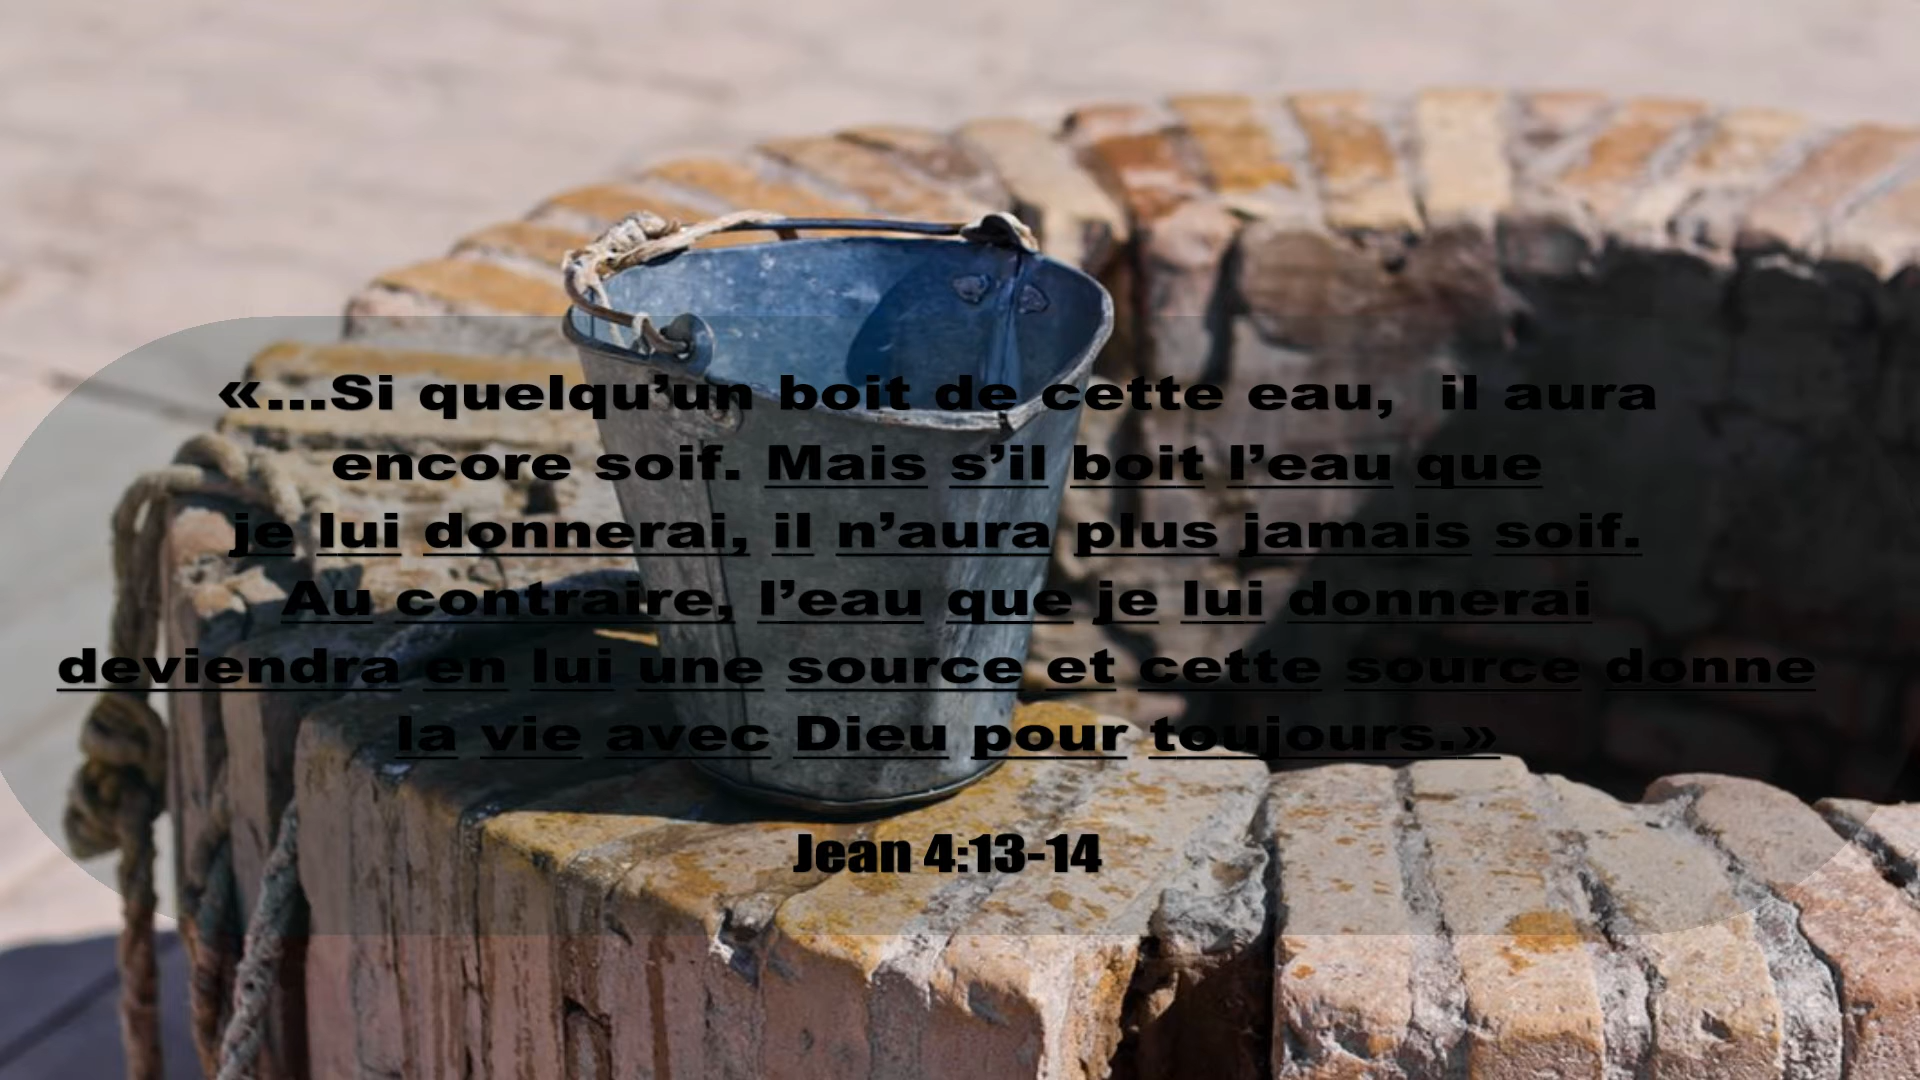 «...Si quelqu’un boit de cette eau,  il aura
encore soif. Mais s’il boit l’eau que
je lui donnerai, il n’aura plus jamais soif.
Au contraire, l’eau que je lui donnerai
deviendra en lui une source et cette source donne
la vie avec Dieu pour toujours.»
Jean 4:13-14